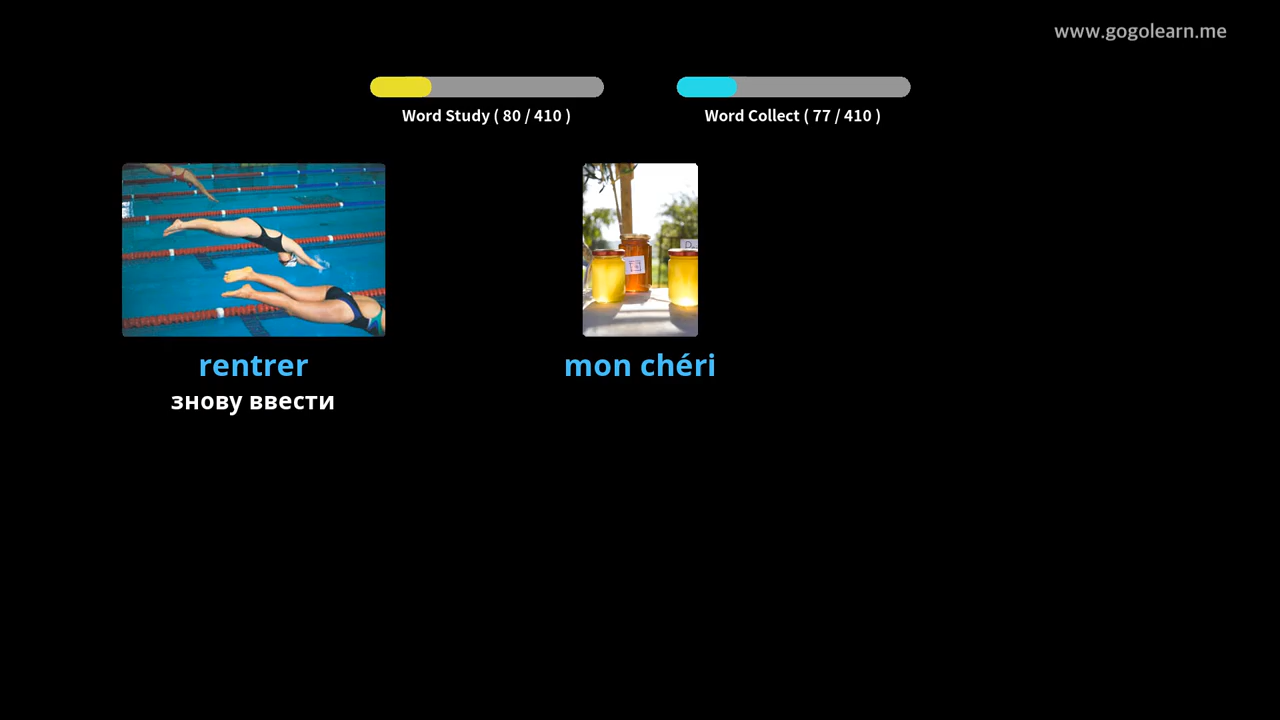 www.gogolearn.me
Word Study ( 80 / 410 )
Word Collect ( 77 / 410 )
rentrer
знову ввести
mon chéri